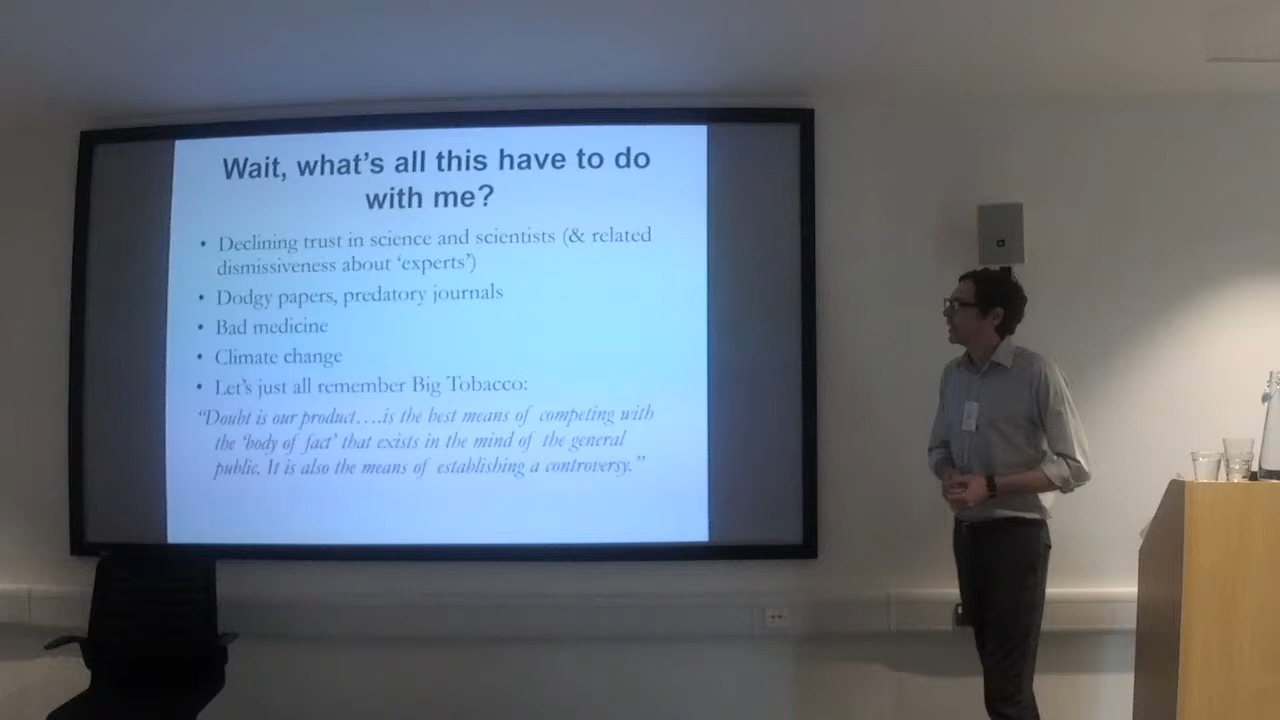 Wait, what's all this have to do
with me?
• Declining trust in science and scientists (& related
dismissiveness about 'experts')
• Dodgy papers, predatory journals
• Bad medicine
• Climate change
• Let's just all remember Big Tobacco:
"Doubt is our product….is the best means of competing with
the 'body of fact' that exists in the mind of the general
public. It is also the means of establishing a controversy."